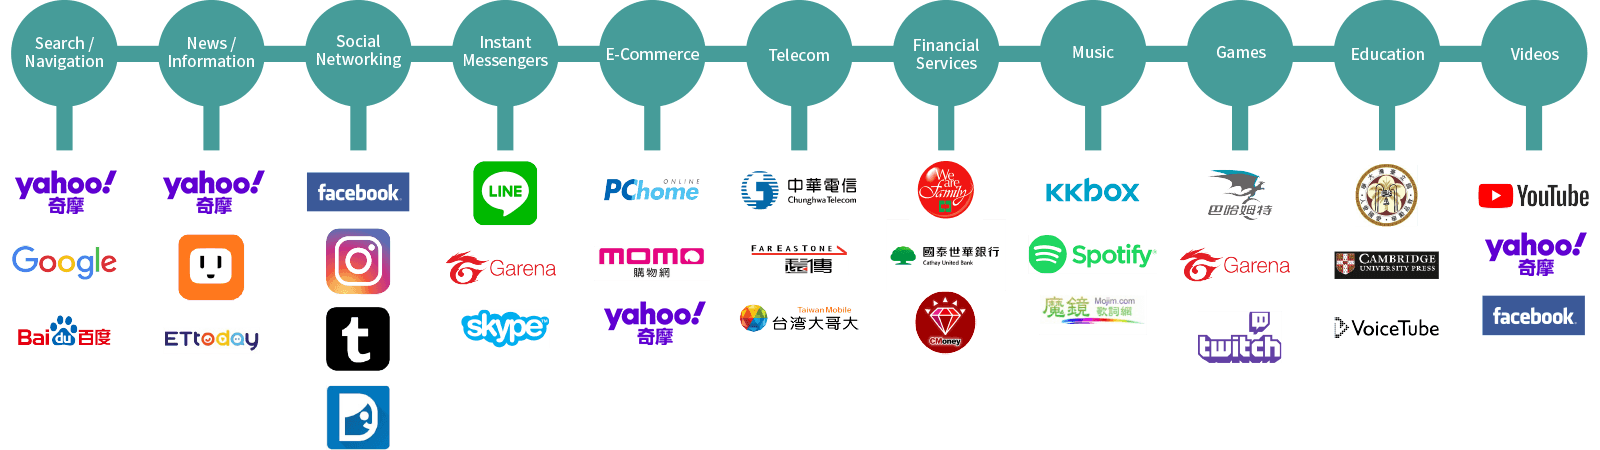 Search /
Navigation
News /
Information
Social
Networking
Instant
Messengers
E-Commerce
Telecom
Financial
Services
Music
Games
Education
Videos
yahoo!
奇摩
Google
Bai du 百度
yahoo!
奇摩
ETtoday
facebook
t
D
LINE
Garena
skype
PChome
ONLINE
momo
購物網
yahoo!
奇摩
中華電信
Chunghwa Telecom
FAREASTONE
遠傳
Taiwan Mobile
台湾大哥大
We
are
Family
國泰世華銀行
Cathay United Bank
CMoney
KKBOX
Spotify
魔鏡
Mojim.com
歌詞網
巴哈姆特
Garena
twitch
CAMBRIDGE
UNIVERSITY PRESS
VoiceTube
YouTube
yahoo!
奇摩
facebook